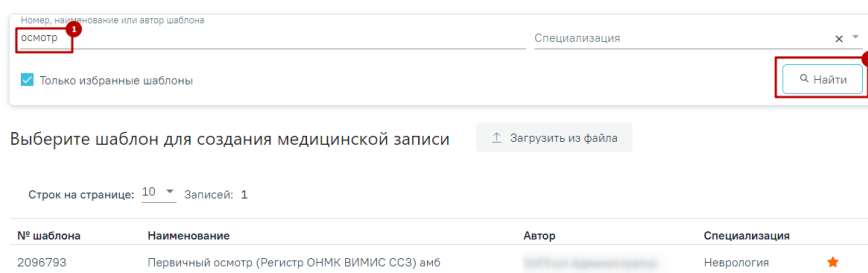 Номер, наименование или автор шаблона
1
осмотр
Специализация
Только избранные шаблоны
Найти
Выберите шаблон для создания медицинской записи
Загрузить из файла
Строк на странице: 10 Записей: 1
№ шаблона Наименование Автор Специализация
2096793 Первичный осмотр (Регистр ОНМК ВИМИС ССЗ) амб Неврология